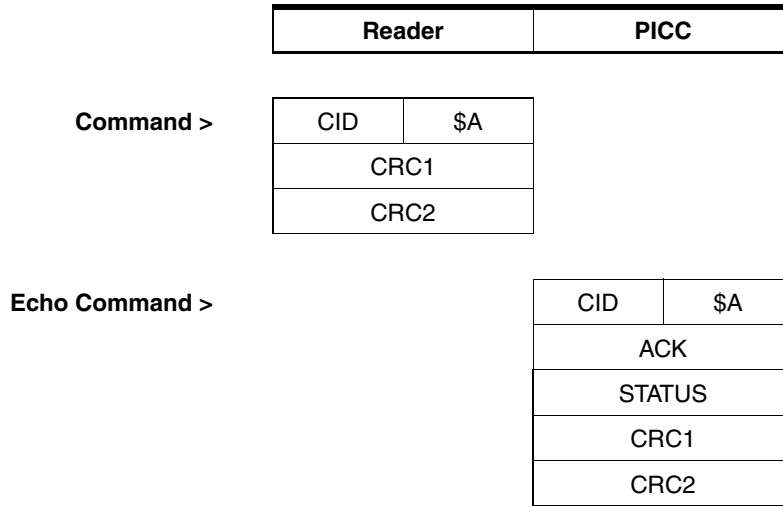 Reader PICC
Command > CID $A
CRC1
CRC2
Echo Command > CID $A
ACK
STATUS
CRC1
CRC2